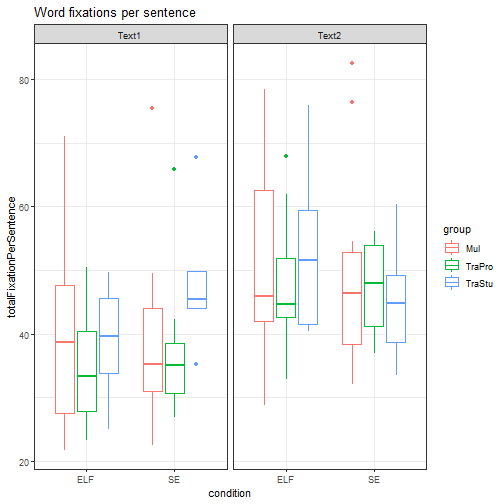 Word fixations per sentence
Text1
Text2
totalFixationPerSentence
80
60
40
20
ELF
SE
ELF
SE
condition
group
Mul
TraPro
TraStu